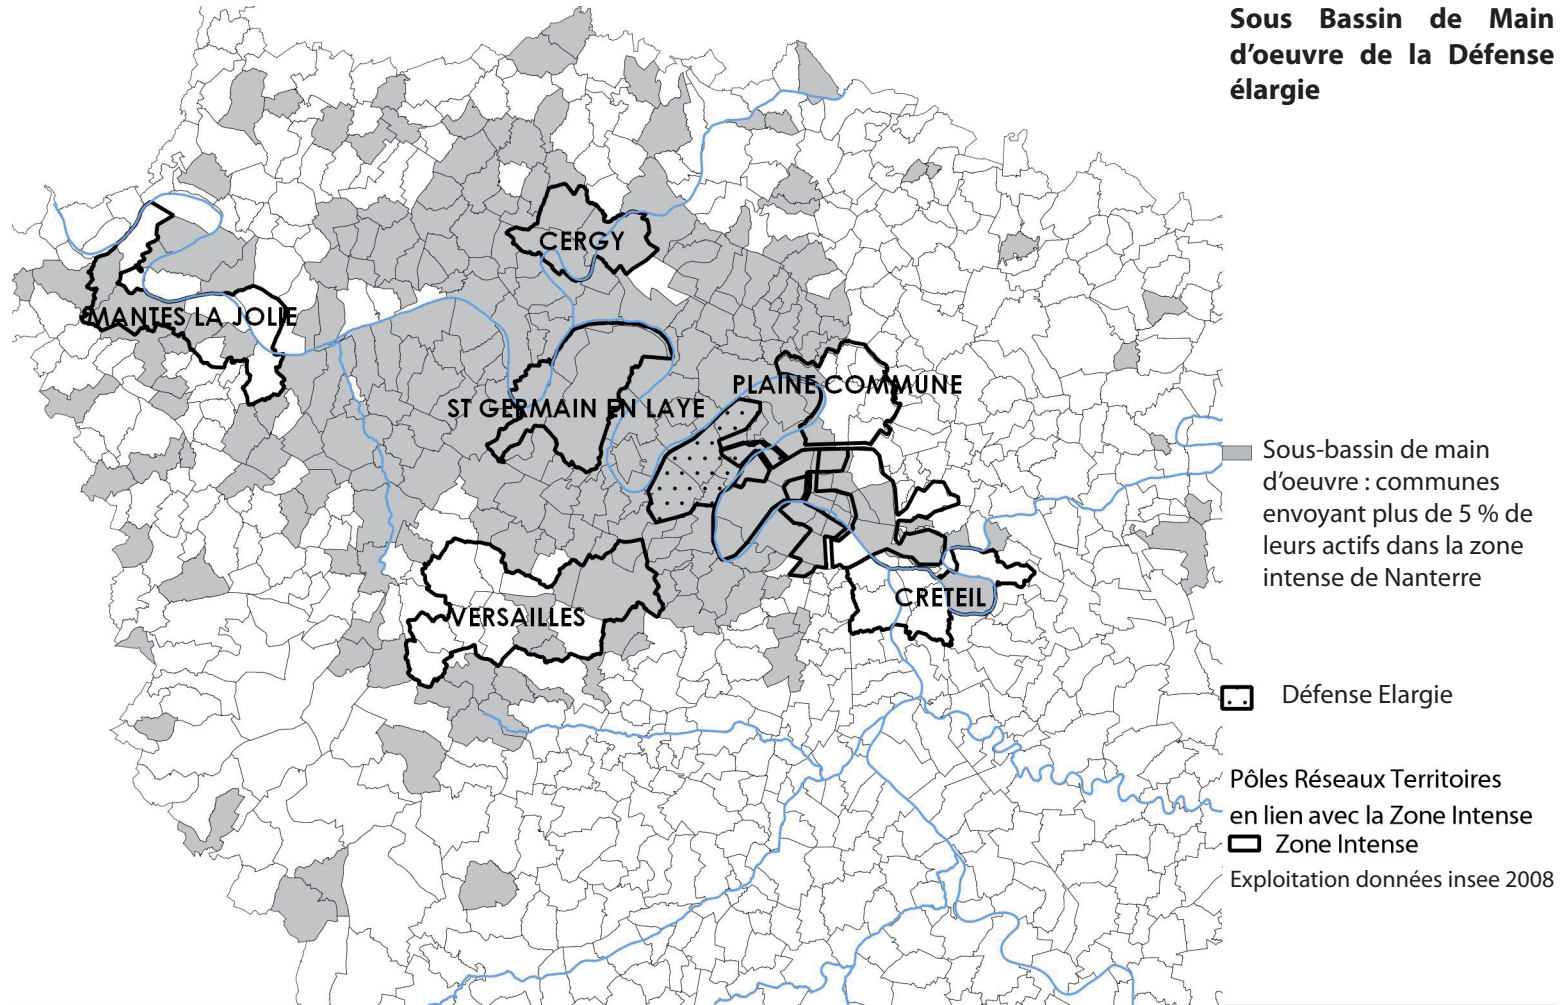 Sous Bassin de Main
d'oeuvre de la Défense
élargie
CERGY
MANTES LA JOLIE
PLAINE COMMUNE
ST GERMAIN EN LAYE
VERSAILLES
CRETEIL
Sous-bassin de main
d'oeuvre : communes
envoyant plus de 5 % de
leurs actifs dans la zone
intense de Nanterre
Défense Elargie
Pôles Réseaux Territoires
en lien avec la Zone Intense
Zone Intense
Exploitation données insee 2008